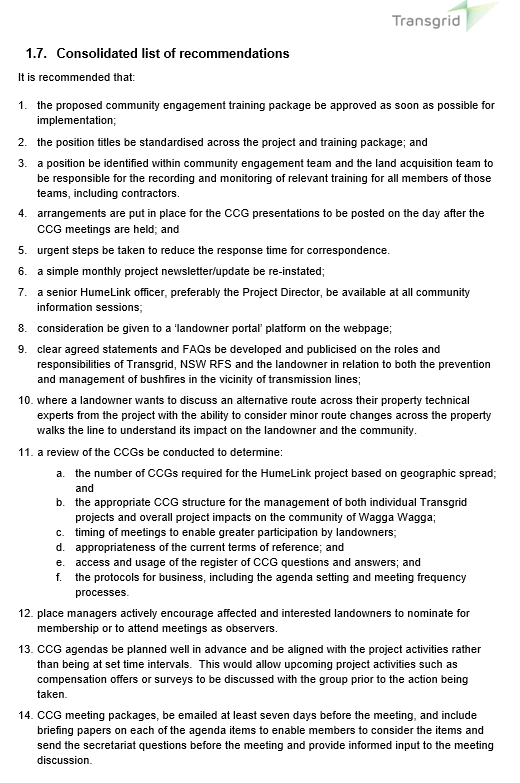 Transgrid
1.7. Consolidated list of recommendations
It is recommended that:
1. the proposed community engagement training package be approved as soon as possible for
implementation;
2. the position titles be standardised across the project and training package; and
3. a position be identified within community engagement team and the land acquisition team to
be responsible for the recording and monitoring of relevant training for all members of those
teams, including contractors.
4. arrangements are put in place for the CCG presentations to be posted on the day after the
CCG meetings are held; and
5. urgent steps be taken to reduce the response time for correspondence.
6. a simple monthly project newsletter/update be re-instated;
7. a senior HumeLink officer, preferably the Project Director, be available at all community
information sessions;
8. consideration be given to a 'landowner portal' platform on the webpage;
9. clear agreed statements and FAQs be developed and publicised on the roles and
responsibilities of Transgrid, NSW RFS and the landowner in relation to both the prevention
and management of bushfires in the vicinity of transmission lines;
10. where a landowner wants to discuss an alternative route across their property technical
experts from the project with the ability to consider minor route changes across the property
walks the line to understand its impact on the landowner and the community.
11. a review of the CCGs be conducted to determine:
a. the number of CCGs required for the HumeLink project based on geographic spread;
and
b. the appropriate CCG structure for the management of both individual Transgrid
projects and overall project impacts on the community of Wagga Wagga;
c. timing of meetings to enable greater participation by landowners;
d. appropriateness of the current terms of reference; and
e. access and usage of the register of CCG questions and answers; and
f. the protocols for business, including the agenda setting and meeting frequency
processes.
12. place managers actively encourage affected and interested landowners to nominate for
membership or to attend meetings as observers.
13. CCG agendas be planned well in advance and be aligned with the project activities rather
than being at set time intervals. This would allow upcoming project activities such as
compensation offers or surveys to be discussed with the group prior to the action being
taken.
14. CCG meeting packages, be emailed at least seven days before the meeting, and include
briefing papers on each of the agenda items to enable members to consider the items and
send the secretariat questions before the meeting and provide informed input to the meeting
discussion.